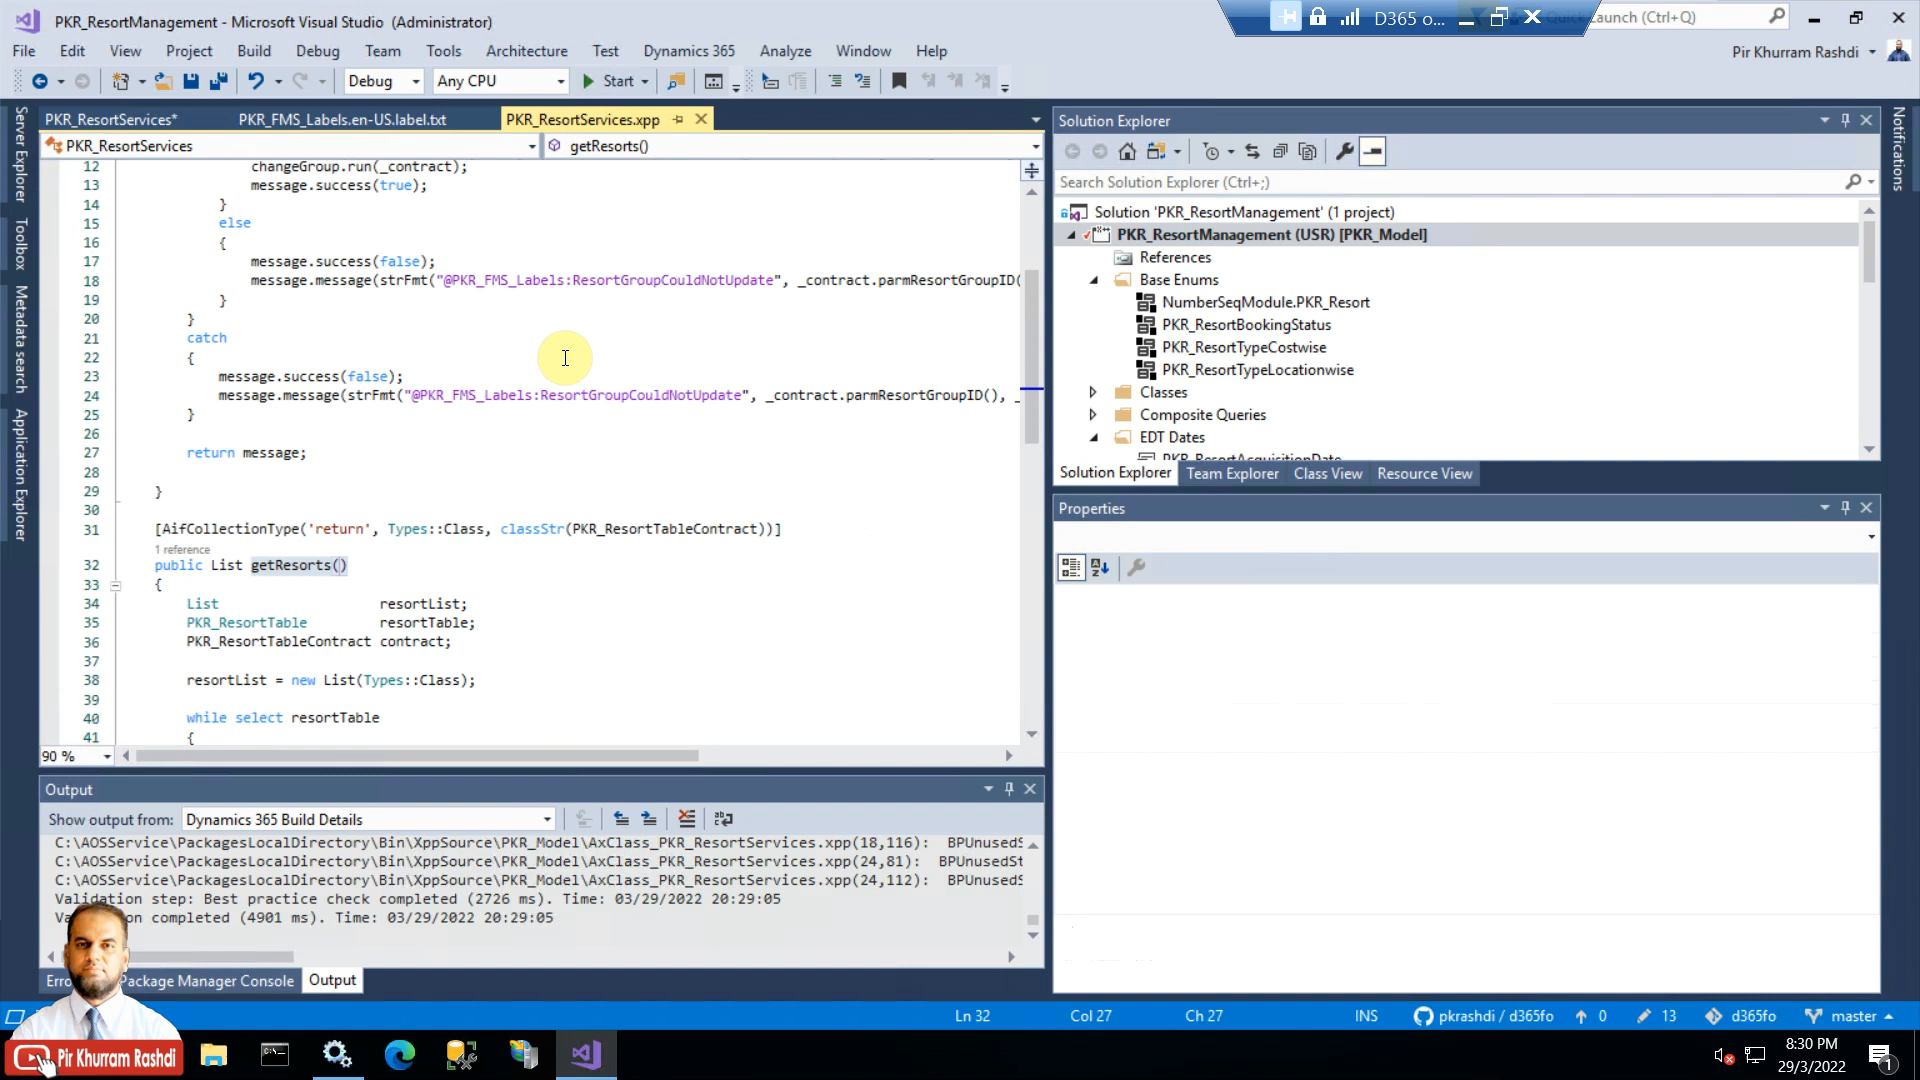 PKR_ResortManagement - Microsoft Visual Studio (Administrator)
D365 o...
Launch (Ctrl+Q)
File Edit View Project Build Debug Team Tools Architecture Test Dynamics 365 Analyze Window Help
Pir Khurram Rashdi
Debug Any CPU Start
Server Explorer
Toolbox
Metadata search
Application Explorer
PKR_ResortServices* PKR_FMS_Labels.en-US.label.txt PKR_ResortServices.xpp
PKR_ResortServices getResorts()
12 changeGroup.run(_contract);
13 message.success(true);
14 }
15 else
16 {
17 message.success(false);
18 message.message(strFmt("@PKR_FMS_Labels:ResortGroupCouldNotUpdate", _contract.parmResortGroupID(
19 }
20 }
21 catch
22 {
23 message.success(false);
24 message.message(strFmt("@PKR_FMS_Labels:ResortGroupCouldNotUpdate", _contract.parmResortGroupID(), _
25 }
26
27 return message;
28
29 }
30
31 [AifCollectionType('return', Types::Class, classStr(PKR_ResortTableContract))]
1 reference
32 public List getResorts()
33 {
34 List resortList;
35 PKR_ResortTable resortTable;
36 PKR_ResortTableContract contract;
37
38 resortList = new List(Types::Class);
39
40 while select resortTable
41 {
90 %
Output
Show output from: Dynamics 365 Build Details
C:\AOSService\PackagesLocalDirectory\Bin\XppSource\PKR_Model\AxClass_PKR_ResortServices.xpp(18,116): BPUnusedS
C:\AOSService\PackagesLocalDirectory\Bin\XppSource\PKR_Model\AxClass_PKR_ResortServices.xpp(24,81): BPUnusedSt
C:\AOSService\PackagesLocalDirectory\Bin\XppSource\PKR_Model\AxClass_PKR_ResortServices.xpp(24,112): BPUnusedS
Validation step: Best practice check completed (2726 ms). Time: 03/29/2022 20:29:05
Va on completed (4901 ms). Time: 03/29/2022 20:29:05
Erro Package Manager Console Output
Solution Explorer
Search Solution Explorer (Ctrl+;)
Solution 'PKR_ResortManagement' (1 project)
PKR_ResortManagement (USR) [PKR_Model]
References
Base Enums
NumberSeqModule.PKR_Resort
PKR_ResortBookingStatus
PKR_ResortTypeCostwise
PKR_ResortTypeLocationwise
Classes
Composite Queries
EDT Dates
PKR_ResortAcquisitionDate
Solution Explorer Team Explorer Class View Resource View
Properties
Notifications
Ln 32 Col 27 Ch 27 INS pkrashdi / d365fo 0 13 d365fo master
Pir Khurram Rashdi
8:30 PM
29/3/2022
1